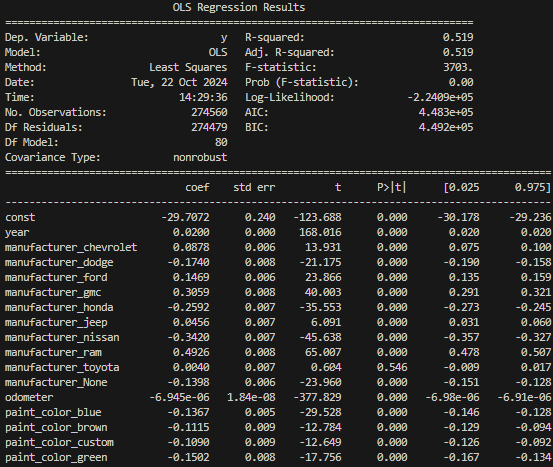 OLS Regression Results
==============================================================================
Dep. Variable: y R-squared: 0.519
Model: OLS Adj. R-squared: 0.519
Method: Least Squares F-statistic: 3703.
Date: Tue, 22 Oct 2024 Prob (F-statistic): 0.00
Time: 14:29:36 Log-Likelihood: -2.2409e+05
No. Observations: 274560 AIC: 4.483e+05
Df Residuals: 274479 BIC: 4.492e+05
Df Model: 80
Covariance Type: nonrobust
==============================================================================
coef std err t P>|t| [0.025 0.975]
------------------------------------------------------------------------------
const -29.7072 0.240 -123.688 0.000 -30.178 -29.236
year 0.0200 0.000 168.016 0.000 0.020 0.020
manufacturer_chevrolet 0.0878 0.006 13.931 0.000 0.075 0.100
manufacturer_dodge -0.1740 0.008 -21.175 0.000 -0.190 -0.158
manufacturer_ford 0.1469 0.006 23.866 0.000 0.135 0.159
manufacturer_gmc 0.3059 0.008 40.003 0.000 0.291 0.321
manufacturer_honda -0.2592 0.007 -35.553 0.000 -0.273 -0.245
manufacturer_jeep 0.0456 0.007 6.091 0.000 0.031 0.060
manufacturer_nissan -0.3420 0.007 -45.638 0.000 -0.357 -0.327
manufacturer_ram 0.4926 0.008 65.007 0.000 0.478 0.507
manufacturer_toyota 0.0040 0.007 0.604 0.546 -0.009 0.017
manufacturer_None -0.1398 0.006 -23.960 0.000 -0.151 -0.128
odometer -6.945e-06 1.84e-08 -377.829 0.000 -6.98e-06 -6.91e-06
paint_color_blue -0.1367 0.005 -29.528 0.000 -0.146 -0.128
paint_color_brown -0.1115 0.009 -12.784 0.000 -0.129 -0.094
paint_color_custom -0.1090 0.009 -12.649 0.000 -0.126 -0.092
paint_color_green -0.1502 0.008 -17.756 0.000 -0.167 -0.134